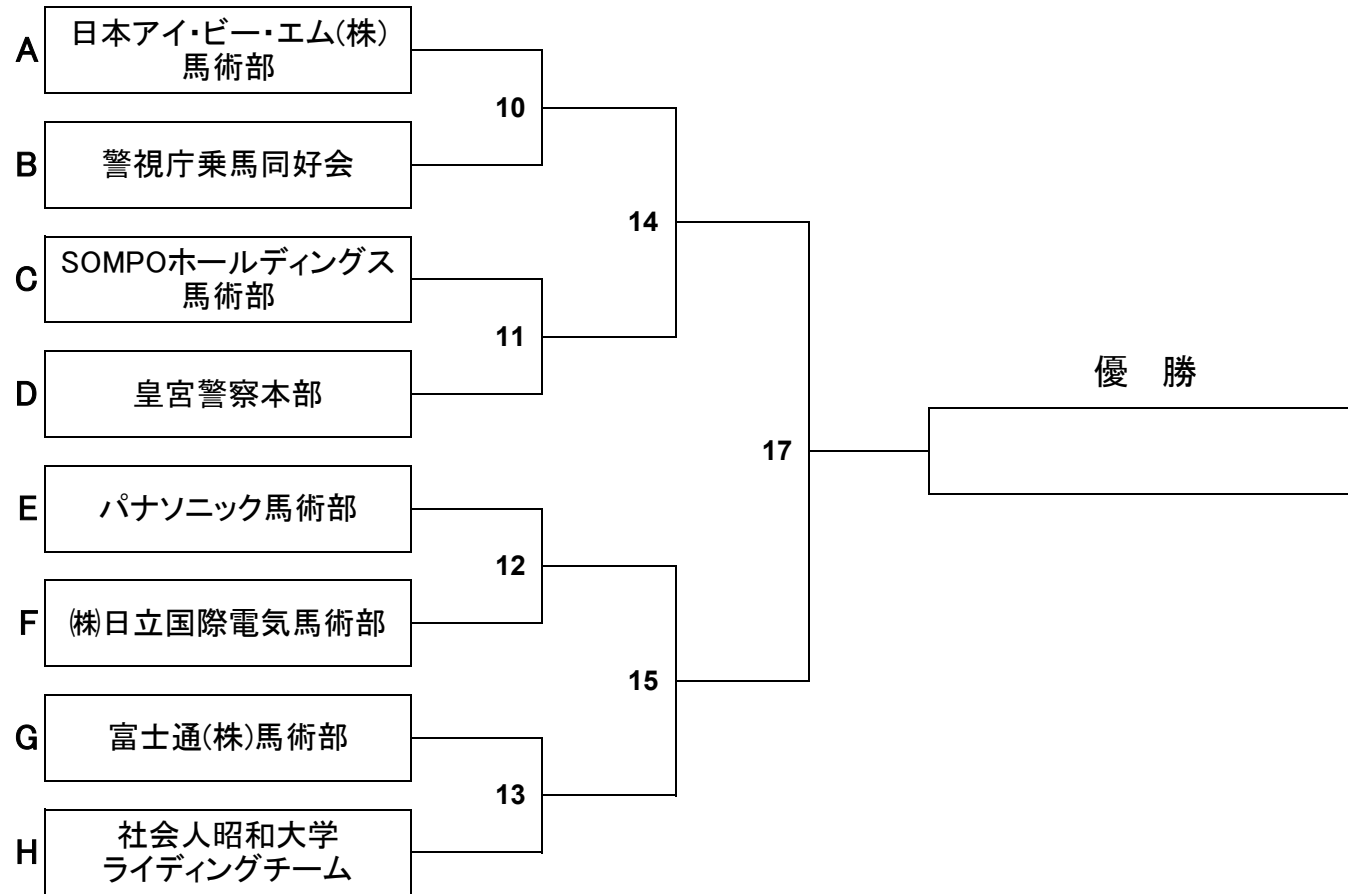 A
日本アイ・ビー・エム(株)
馬術部
10
B
警視庁乗馬同好会
14
C
SOMPOホールディングス
馬術部
11
D
皇宮警察本部
優　勝
17
E
パナソニック馬術部
12
F
㈱日立国際電気馬術部
15
G
富士通(株)馬術部
13
H
社会人昭和大学
ライディングチーム